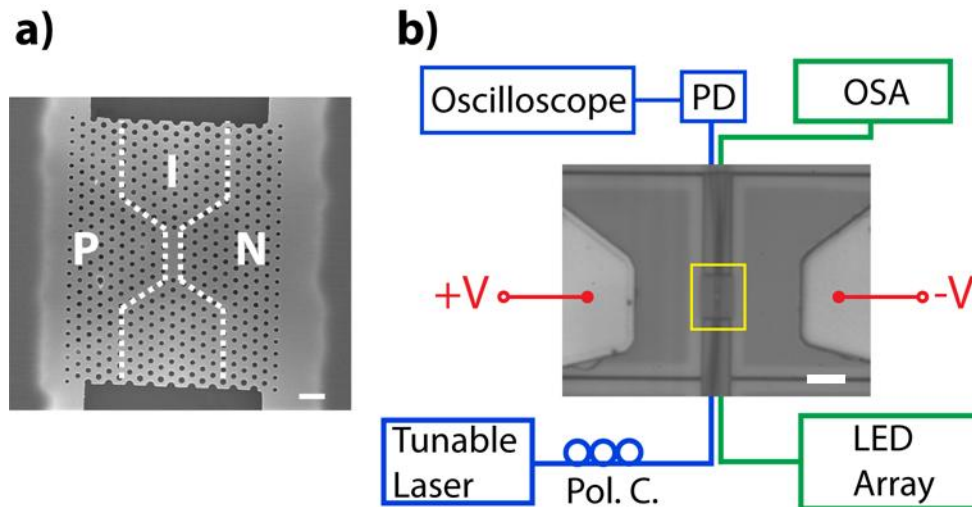 a)
I
P
N
b)
Oscilloscope
PD
OSA
+V
-V
Tunable
Laser
Pol. C.
LED
Array